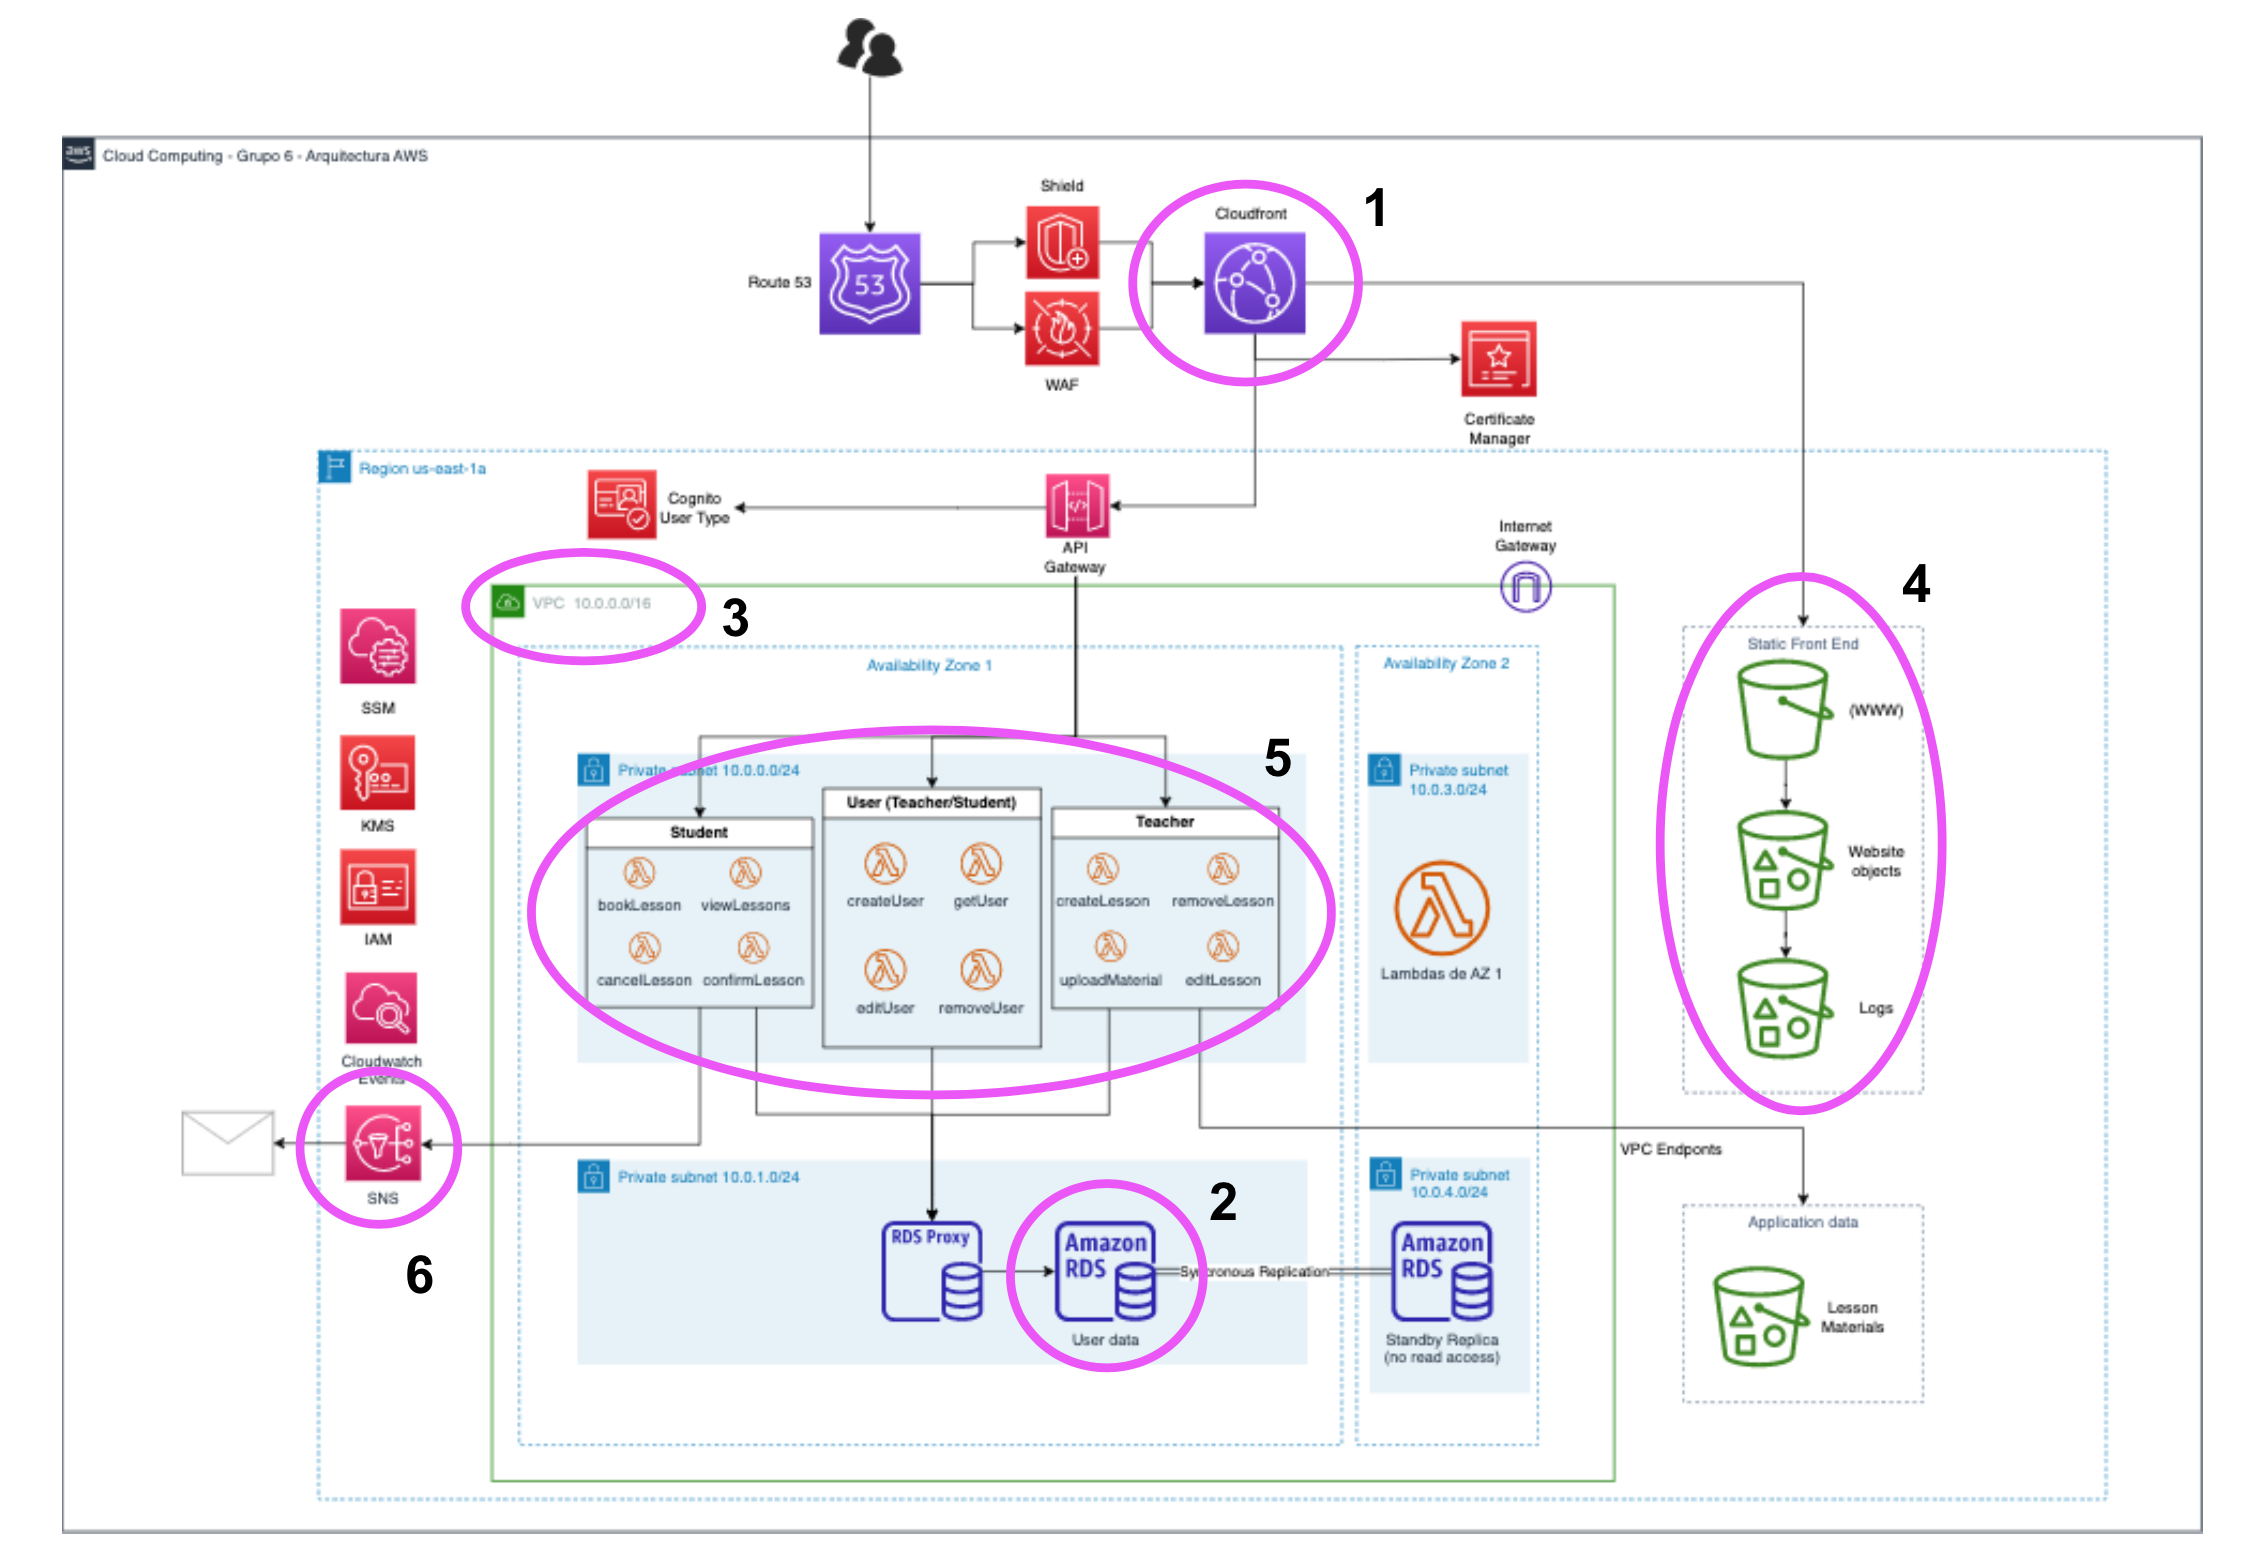 aws
Cloud Computing - Grupo 6 - Arquitectura AWS
Shield
Cloudfront
1
Route 53
53
WAF
Certificate
Manager
Region us-east-1a
Cognito
User Type
API
Gateway
Internet
Gateway
VPC 10.0.0.0/16
3
4
Availability Zone 1
Availability Zone 2
Static Front End
(WWW)
Website
objects
Logs
SSM
KMS
IAM
Cloudwatch
Events
SNS
6
Private subnet 10.0.0.0/24
5
Student
bookLesson
viewLessons
cancelLesson
confirmLesson
User (Teacher/Student)
createUser
getUser
editUser
removeUser
Teacher
createLesson
removeLesson
uploadMaterial
editLesson
Private subnet
10.0.3.0/24
Lambdas de AZ 1
VPC Endponts
Private subnet 10.0.1.0/24
2
RDS Proxy
Amazon
RDS
User data
Syncronous Replication
Private subnet
10.0.4.0/24
Amazon
RDS
Standby Replica
(no read access)
Application data
Lesson
Materials